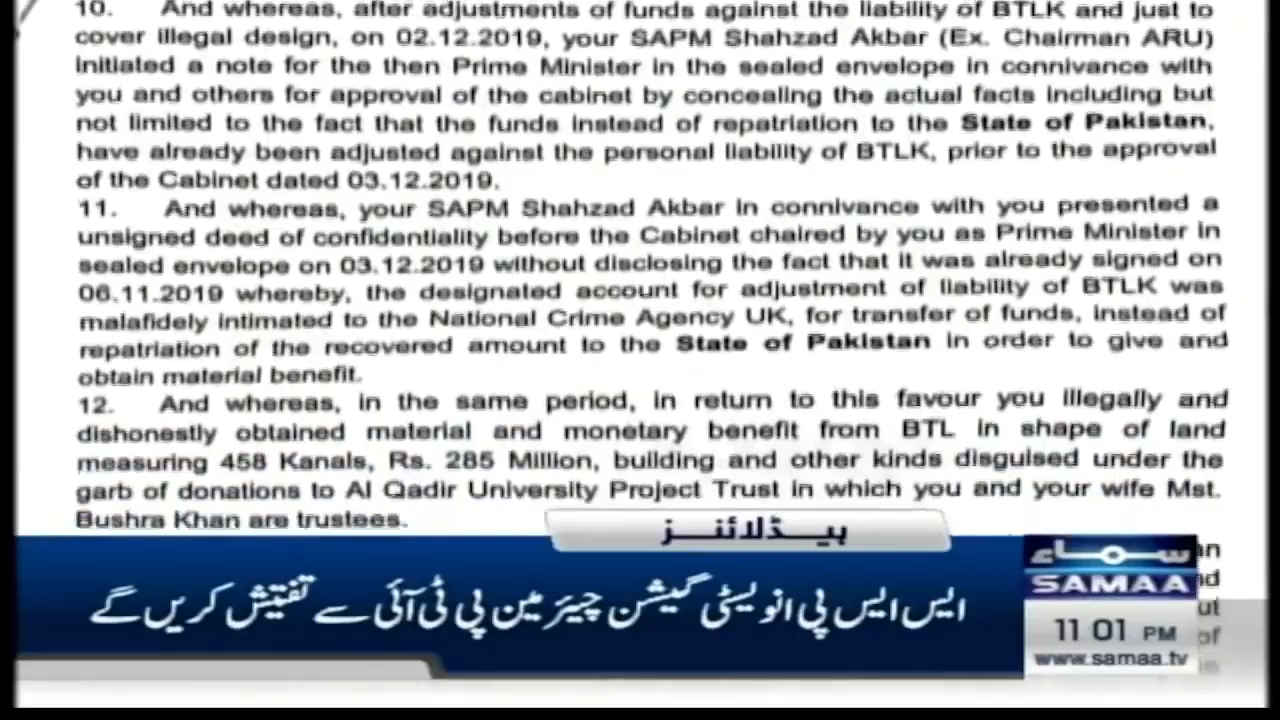 10. And whereas, after adjustments of funds against the liability of BTLK and just to
cover illegal design, on 02.12.2019, your SAPM Shahzad Akbar (Ex. Chairman ARU)
initiated a note for the then Prime Minister in the sealed envelope in connivance with
you and others for approval of the cabinet by concealing the actual facts including but
not limited to the fact that the funds instead of repatriation to the State of Pakistan,
have already been adjusted against the personal liability of BTLK, prior to the approval
of the Cabinet dated 03.12.2019.
11. And whereas, your SAPM Shahzad Akbar in connivance with you presented a
unsigned deed of confidentiality before the Cabinet chaired by you as Prime Minister in
sealed envelope on 03.12.2019 without disclosing the fact that it was already signed on
06.11.2019 whereby, the designated account for adjustment of liability of BTLK was
malafidely intimated to the National Crime Agency UK, for transfer of funds, instead of
repatriation of the recovered amount to the State of Pakistan in order to give and
obtain material benefit.
12. And whereas, in the same period, in return to this favour you illegally and
dishonestly obtained material and monetary benefit from BTL in shape of land
measuring 458 Kanals, Rs. 285 Million, building and other kinds disguised under the
garb of donations to Al Qadir University Project Trust in which you and your wife Mst.
Bushra Khan are trustees.
ہیڈلائنز
ایس ایس پی انویسٹی گیشن چیئرمین پی ٹی آئی سے تفتیش کریں گے
سماء
SAMAA
11 01 PM
www.samaa.tv